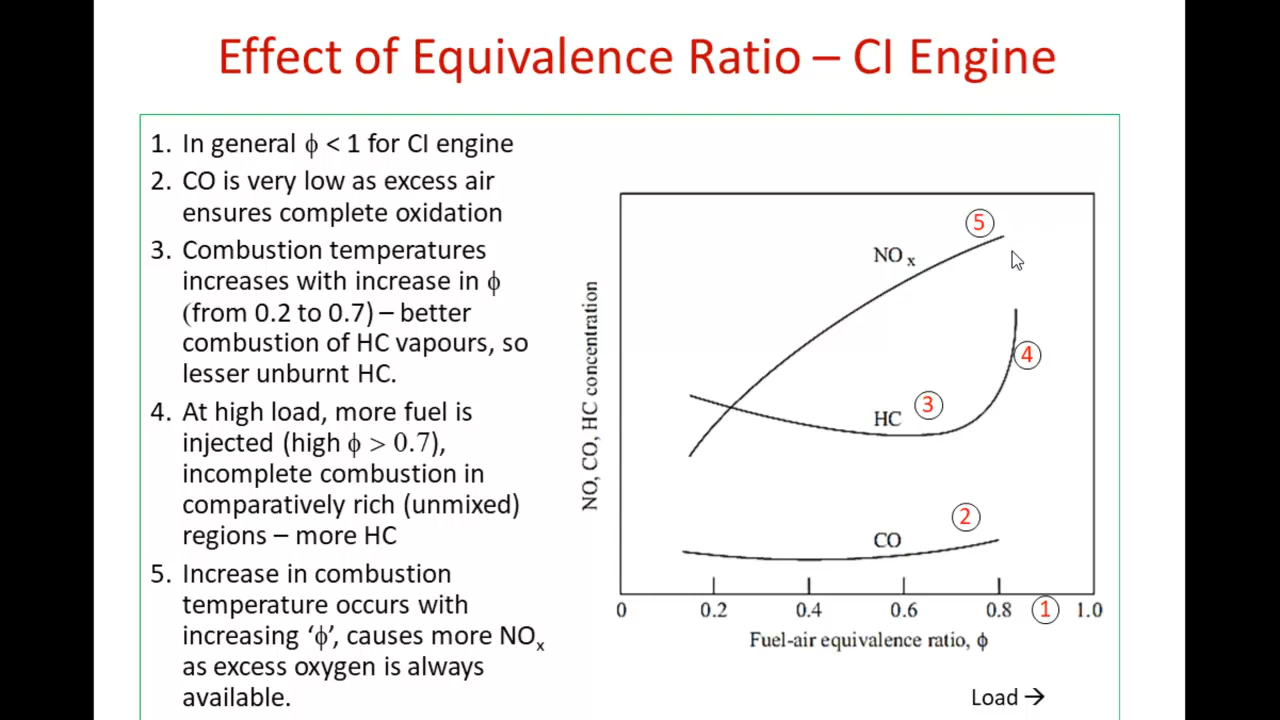 Effect of Equivalence Ratio – CI Engine
1. In general ϕ < 1 for CI engine
2. CO is very low as excess air
ensures complete oxidation
3. Combustion temperatures
increases with increase in ϕ
(from 0.2 to 0.7) – better
combustion of HC vapours, so
lesser unburnt HC.
4. At high load, more fuel is
injected (high ϕ > 0.7),
incomplete combustion in
comparatively rich (unmixed)
regions – more HC
5. Increase in combustion
temperature occurs with
increasing ‘ϕ’, causes more NOx
as excess oxygen is always
available.
NO, CO, HC concentration
5
NOx
4
3
HC
2
CO
0 0.2 0.4 0.6 0.8 1 1.0
Fuel-air equivalence ratio, ϕ
Load →